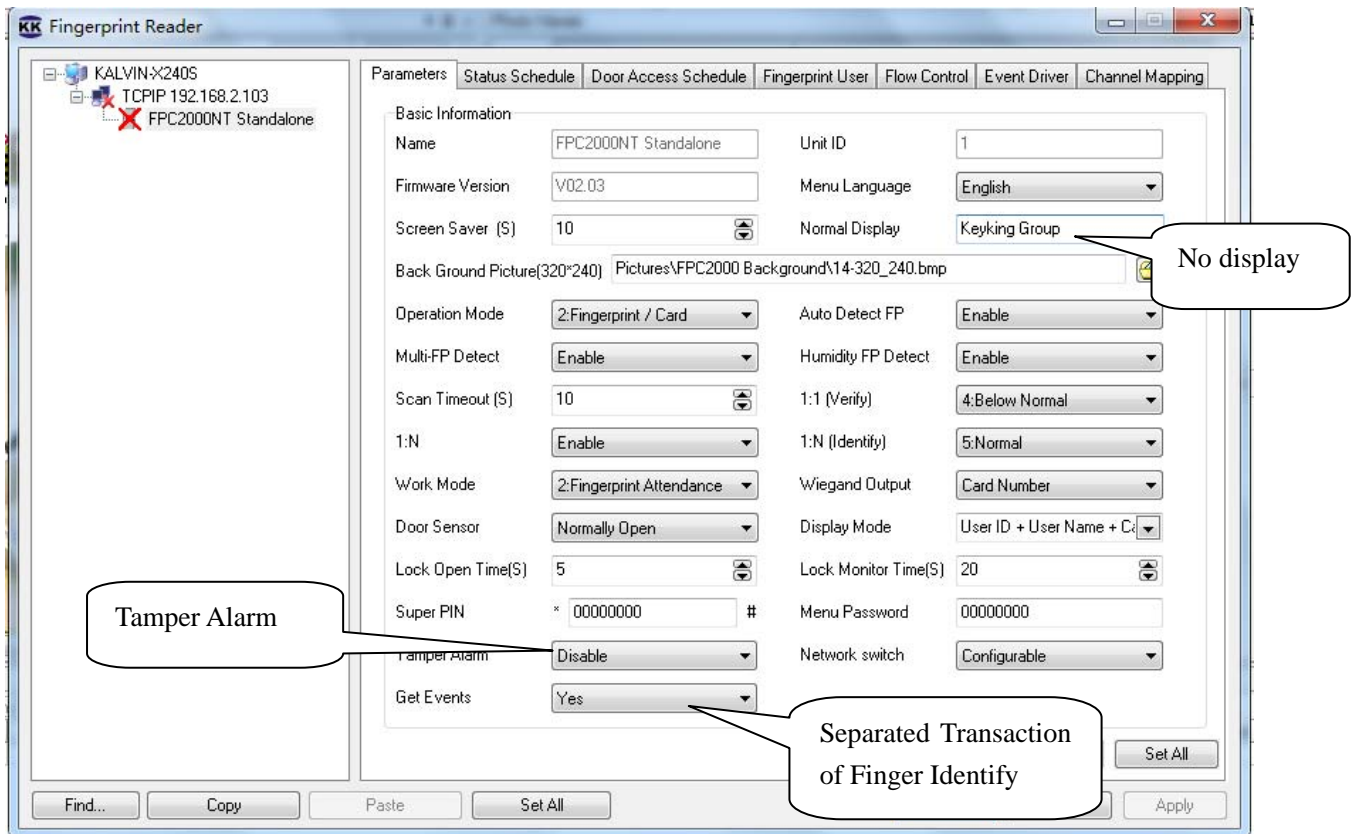 KK Fingerprint Reader
KALVIN-X240S
TCPIP 192.168.2.103
FPC2000NT Standalone
Parameters Status Schedule Door Access Schedule Fingerprint User Flow Control Event Driver Channel Mapping
Basic Information
Name FPC2000NT Standalone Unit ID 1
Firmware Version V02.03 Menu Language English
Screen Saver (S) 10 Normal Display Keyking Group
No display
Back Ground Picture(320*240) Pictures\FPC2000 Background\14-320_240.bmp
Operation Mode 2:Fingerprint / Card Auto Detect FP Enable
Multi-FP Detect Enable Humidity FP Detect Enable
Scan Timeout (S) 10 1:1 (Verify) 4:Below Normal
1:N Enable 1:N (Identify) 5:Normal
Work Mode 2:Fingerprint Attendance Wiegand Output Card Number
Door Sensor Normally Open Display Mode User ID + User Name + Ca
Lock Open Time(S) 5 Lock Monitor Time(S) 20
Tamper Alarm
Super PIN * 00000000 # Menu Password 00000000
Tamper Alarm Disable Network switch Configurable
Get Events Yes
Separated Transaction
of Finger Identify
Set All
Find... Copy Paste Set All Apply